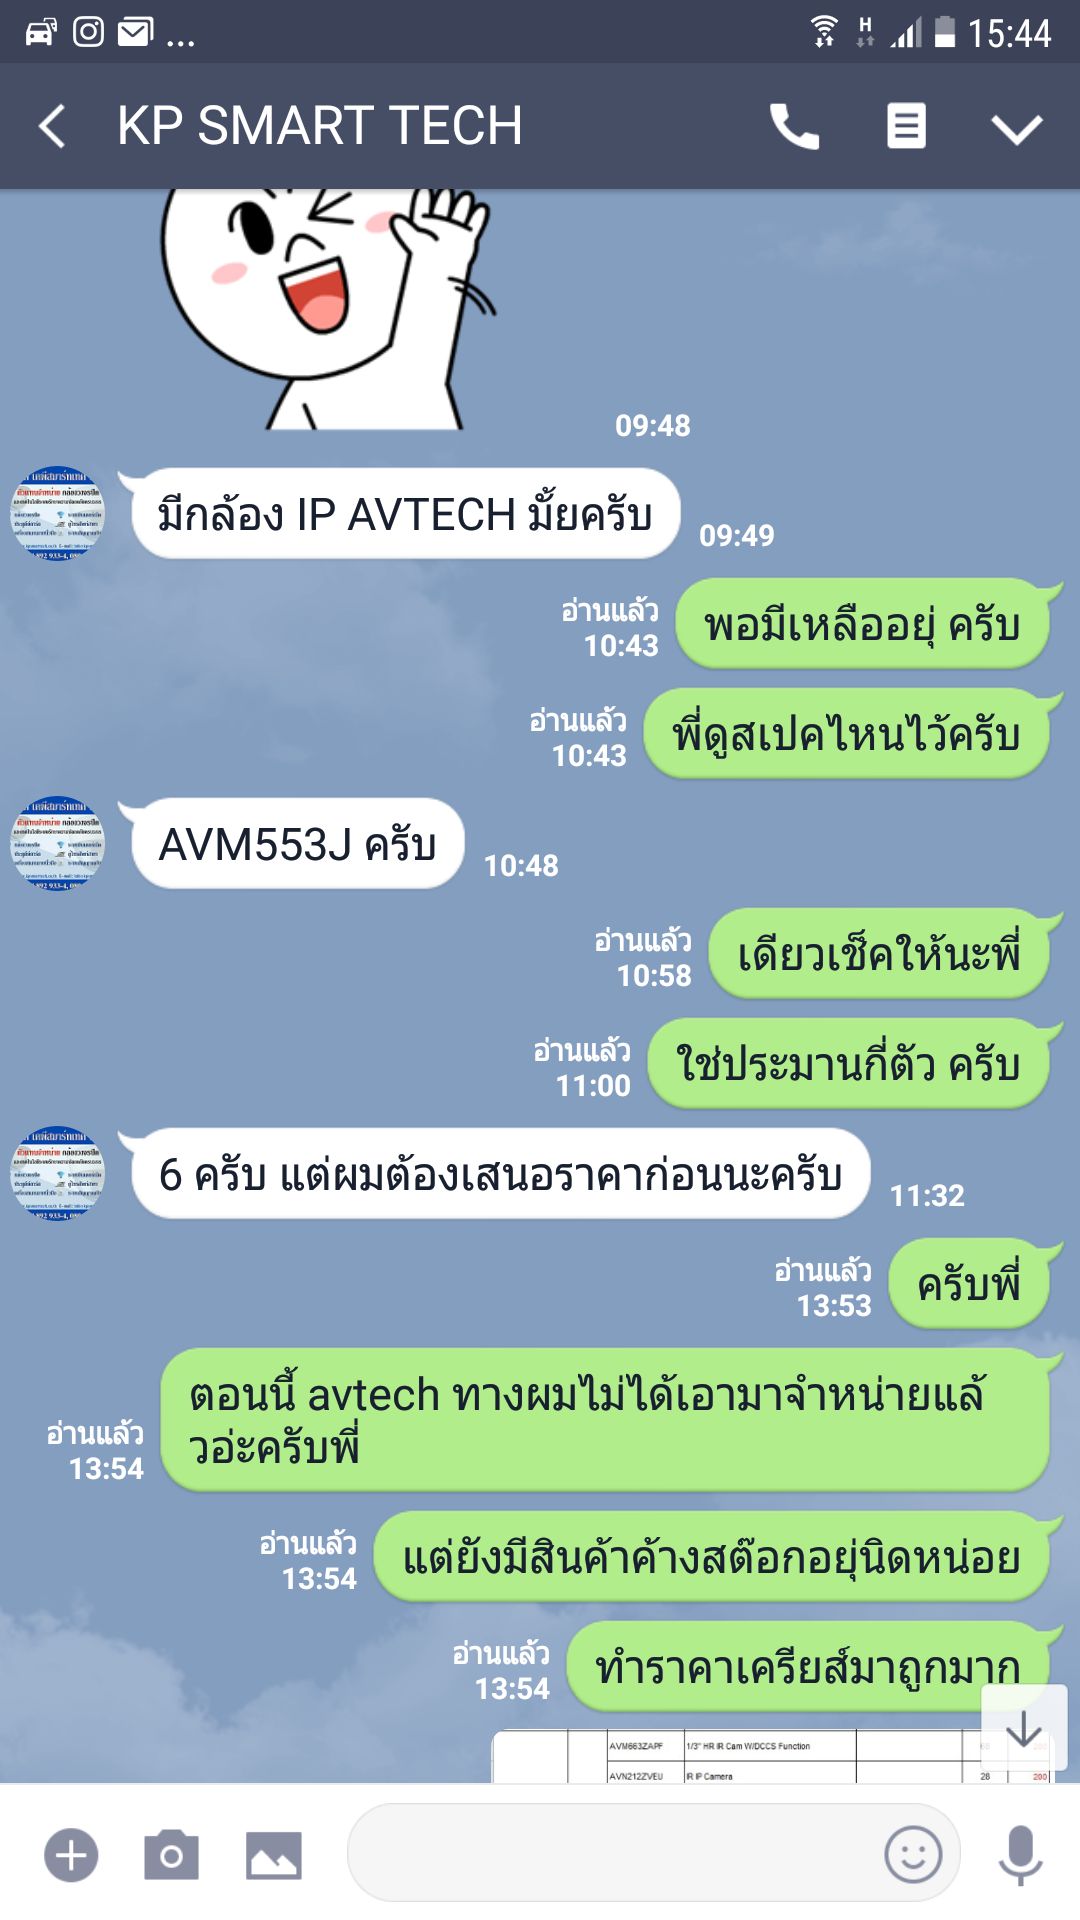 ... H 15:44
KP SMART TECH
09:48
มีกล้อง IP AVTECH มั้ยครับ
09:49
อ่านแล้ว
10:43
พอมีเหลืออยุ่ ครับ
อ่านแล้ว
10:43
พี่ดูสเปคไหนไว้ครับ
AVM553J ครับ
10:48
อ่านแล้ว
10:58
เดียวเช็คให้นะพี่
อ่านแล้ว
11:00
ใช่ประมานกี่ตัว ครับ
6 ครับ แต่ผมต้องเสนอราคาก่อนนะครับ
11:32
อ่านแล้ว
13:53
ครับพี่
ตอนนี้ avtech ทางผมไม่ได้เอามาจำหน่ายแล้
วอ่ะครับพี่
อ่านแล้ว
13:54
อ่านแล้ว
13:54
แต่ยังมีสินค้าค้างสต๊อกอยุ่นิดหน่อย
อ่านแล้ว
13:54
ทำราคาเครียส์มาถูกมาก
AVM663ZAPF 1/3" HR IR Cam W/DCCS Function
AVN212ZVEU IR IP Camera 28 200